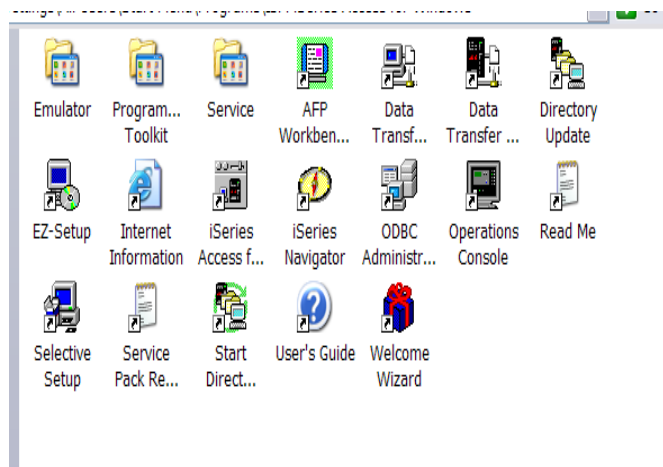 Emulator
Program...
Toolkit
Service
AFP
Workben...
Data
Transf...
Data
Transfer ...
Directory
Update
EZ-Setup
Internet
Information
iSeries
Access f...
iSeries
Navigator
ODBC
Administr...
Operations
Console
Read Me
Selective
Setup
Service
Pack Re...
Start
Direct...
User's Guide
Welcome
Wizard